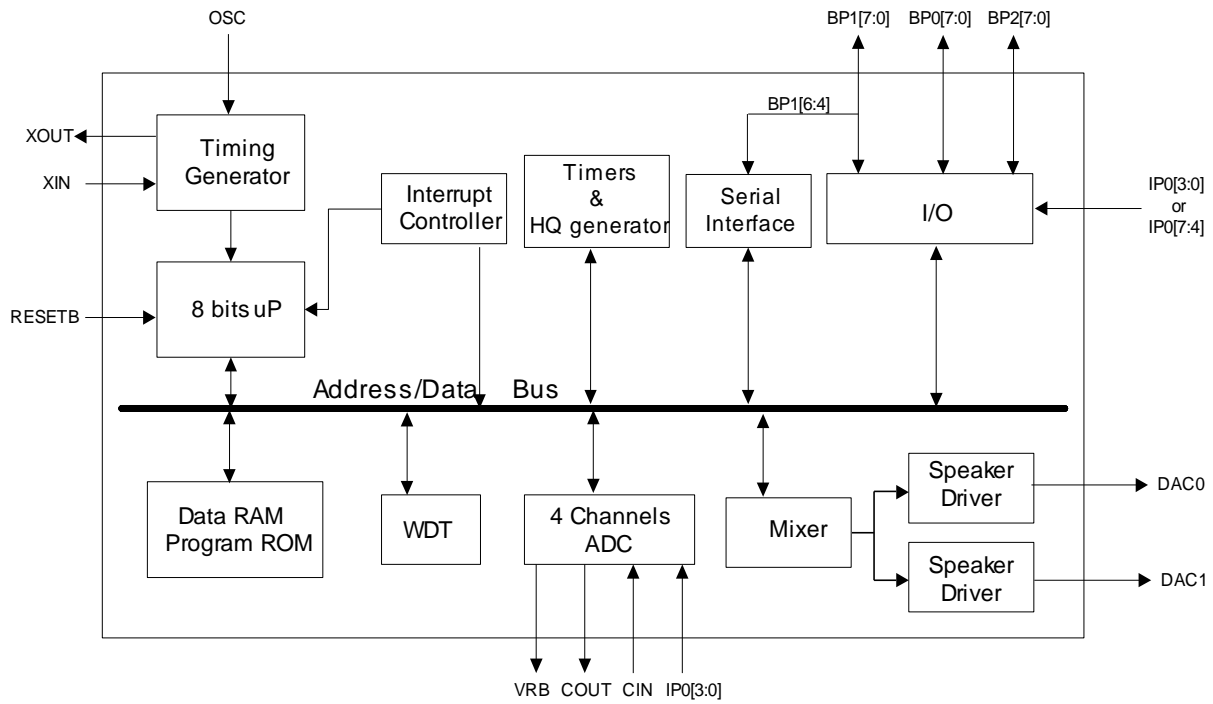 OSC
BP1[7:0]
BP0[7:0]
BP2[7:0]
BP1[6:4]
XOUT
XIN
Timing
Generator
Interrupt
Controller
Timers
&
HQ generator
Serial
Interface
I/O
IP0[3:0]
or
IP0[7:4]
RESETB
8 bits uP
Address/Data Bus
Data RAM
Program ROM
WDT
4 Channels
ADC
Mixer
Speaker
Driver
DAC0
Speaker
Driver
DAC1
VRB
COUT
CIN
IP0[3:0]